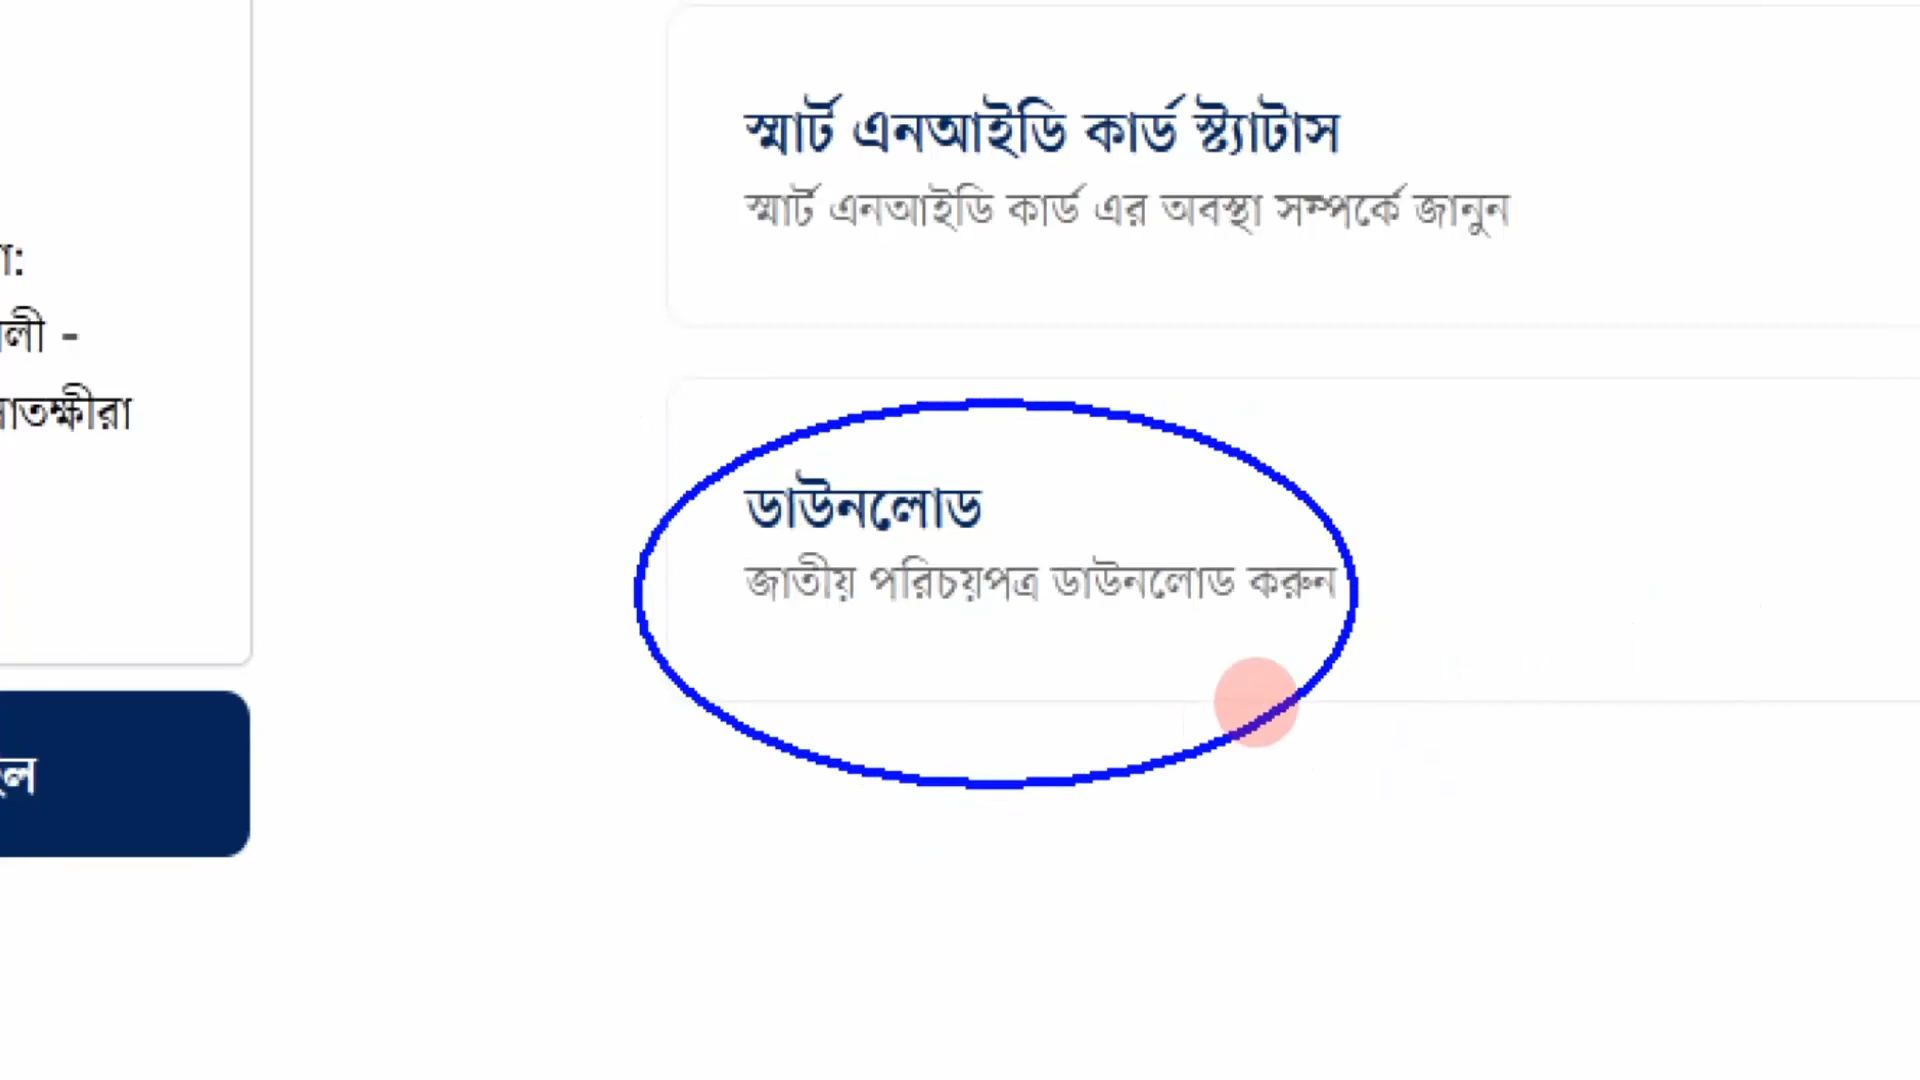 স্মার্ট এনআইডি কার্ড স্ট্যাটাস
স্মার্ট এনআইডি কার্ড এর অবস্থা সম্পর্কে জানুন
ডাউনলোড
জাতীয় পরিচয়পত্র ডাউনলোড করুন